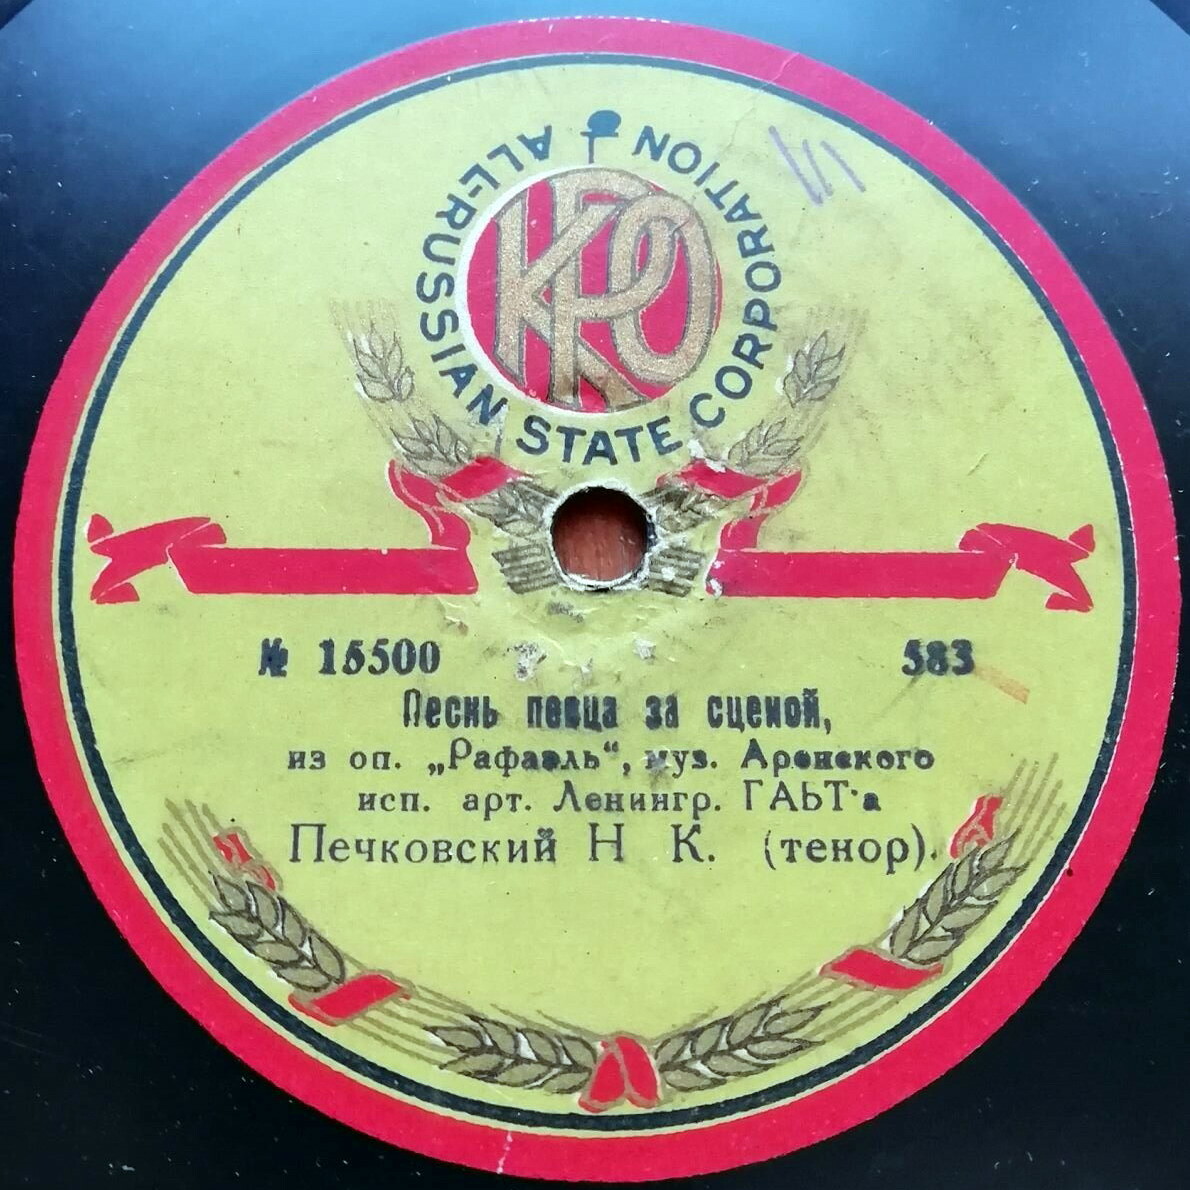 ALL-RUSSIAN STATE CORPORATION
КРО
№ 15500 583
Песнь певца за сценой,
из оп. „Рафаэль“, муз. Аренского
исп. арт. Ленингр. ГАБТ-а
Печковский Н К. (тенор).